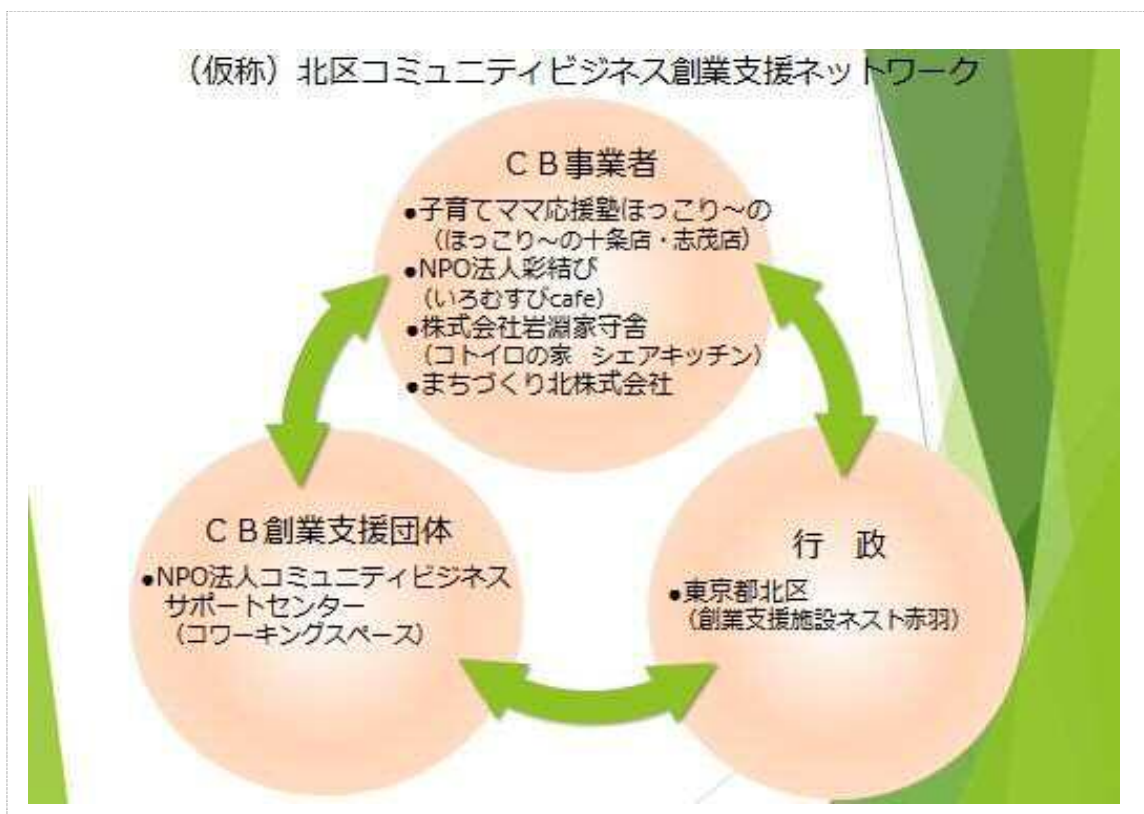 （仮称）北区コミュニティビジネス創業支援ネットワーク
ＣＢ事業者
●子育てママ応援塾ほっこり～の
（ほっこり～の十条店・志茂店）
●NPO法人彩結び
（いろむすびcafe）
●株式会社岩淵家守舎
（コトイロの家　シェアキッチン）
●まちづくり北株式会社
ＣＢ創業支援団体
●NPO法人コミュニティビジネス
サポートセンター
（コワーキングスペース）
行　政
●東京都北区
（創業支援施設ネスト赤羽）